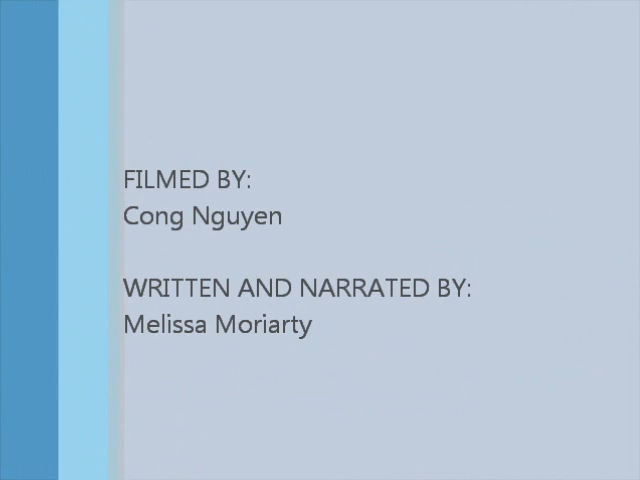 FILMED BY:
Cong Nguyen
WRITTEN AND NARRATED BY:
Melissa Moriarty